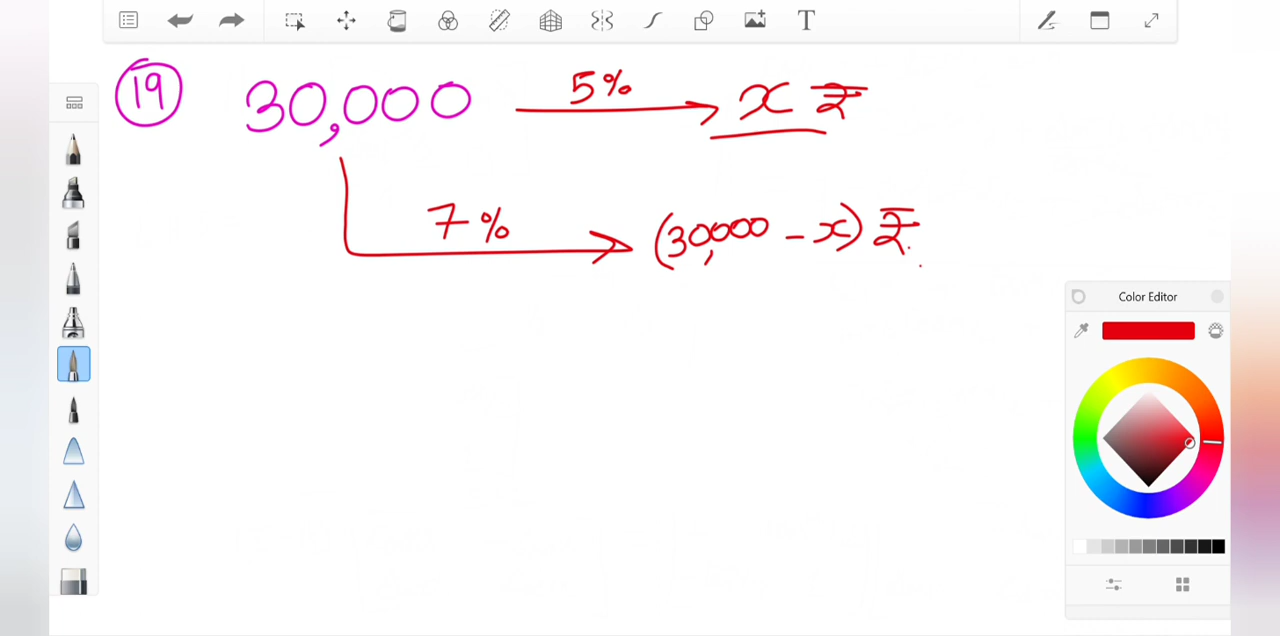 T
19 30,000 5% x ₹
7% (30,000 - x) ₹
Color Editor